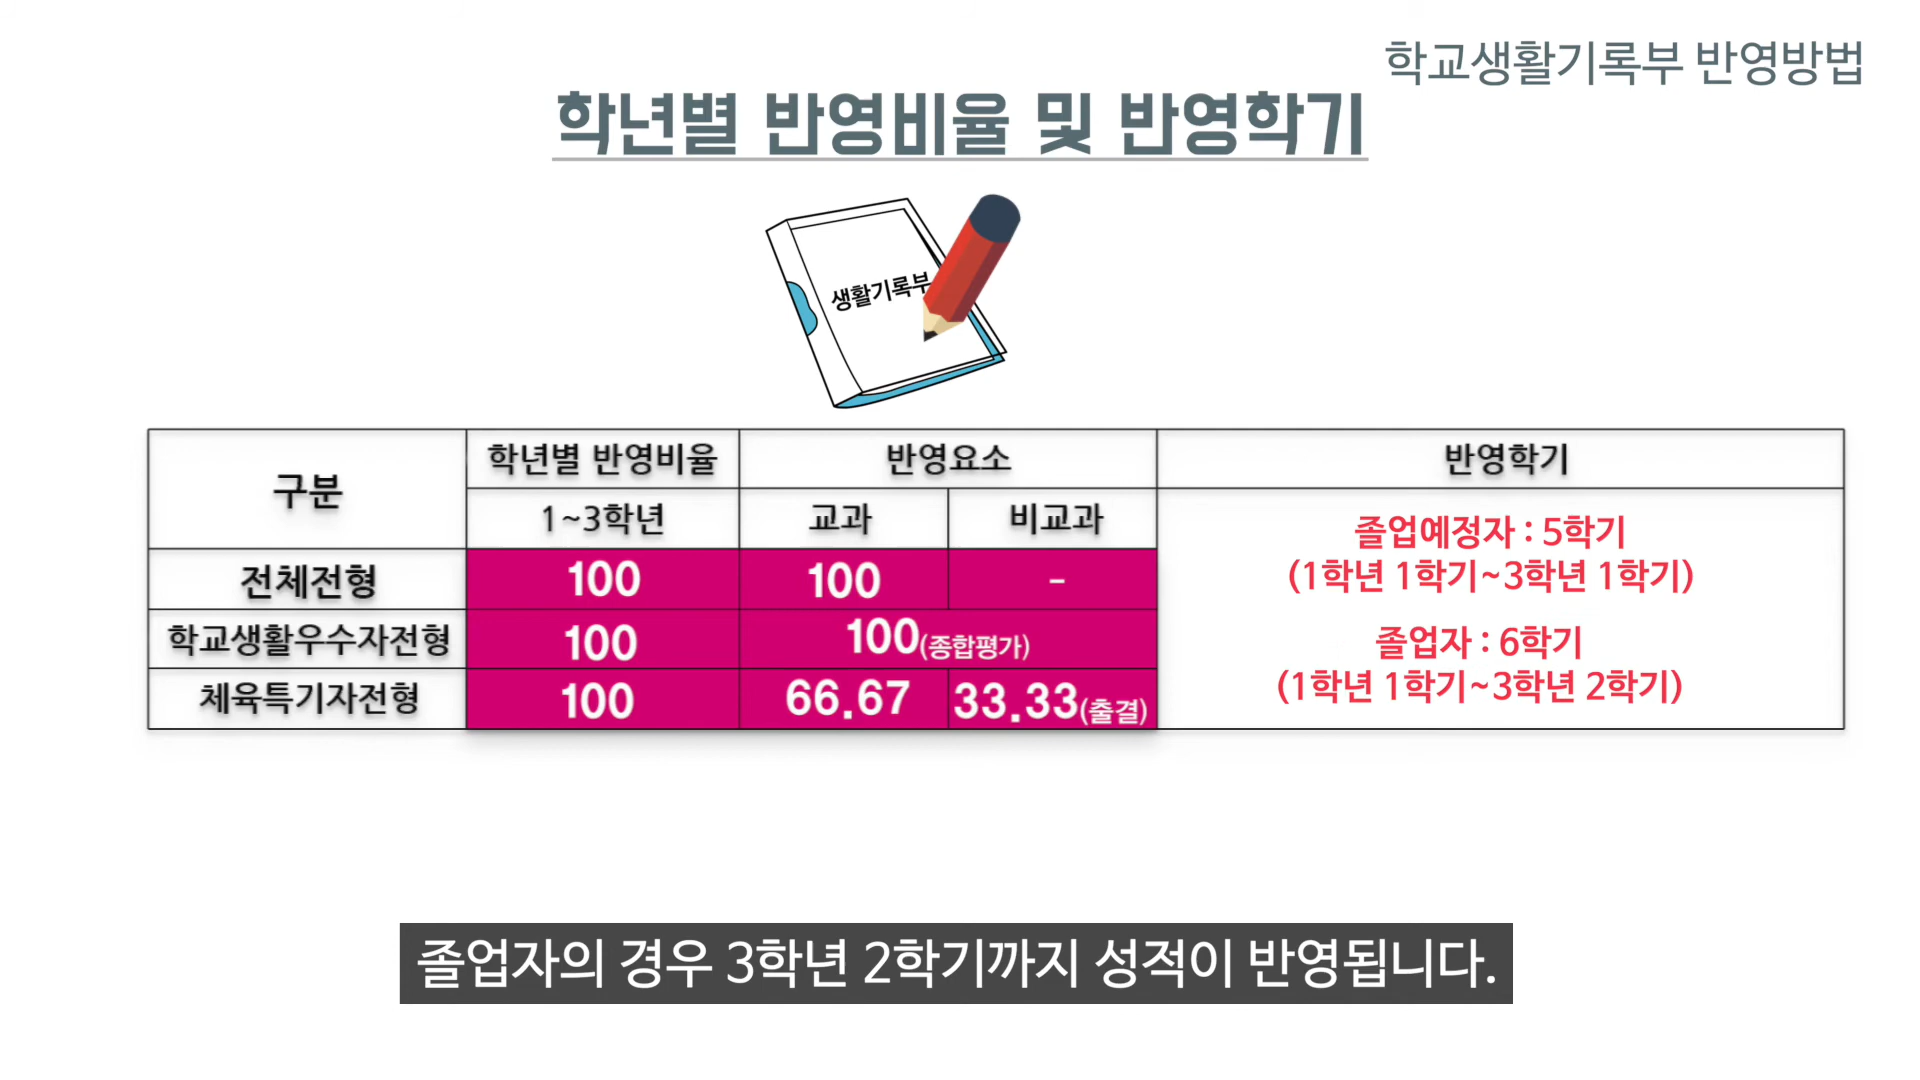 학교생활기록부 반영방법
학년별 반영비율 및 반영학기
생활기록부
구분 학년별 반영비율 반영요소 반영학기
1~3학년 교과 비교과
전체전형 100 100 -
학교생활우수자전형 100 100(종합평가)
체육특기자전형 100 66.67 33.33(출결)
졸업예정자 : 5학기
(1학년 1학기~3학년 1학기)
졸업자 : 6학기
(1학년 1학기~3학년 2학기)
졸업자의 경우 3학년 2학기까지 성적이 반영됩니다.